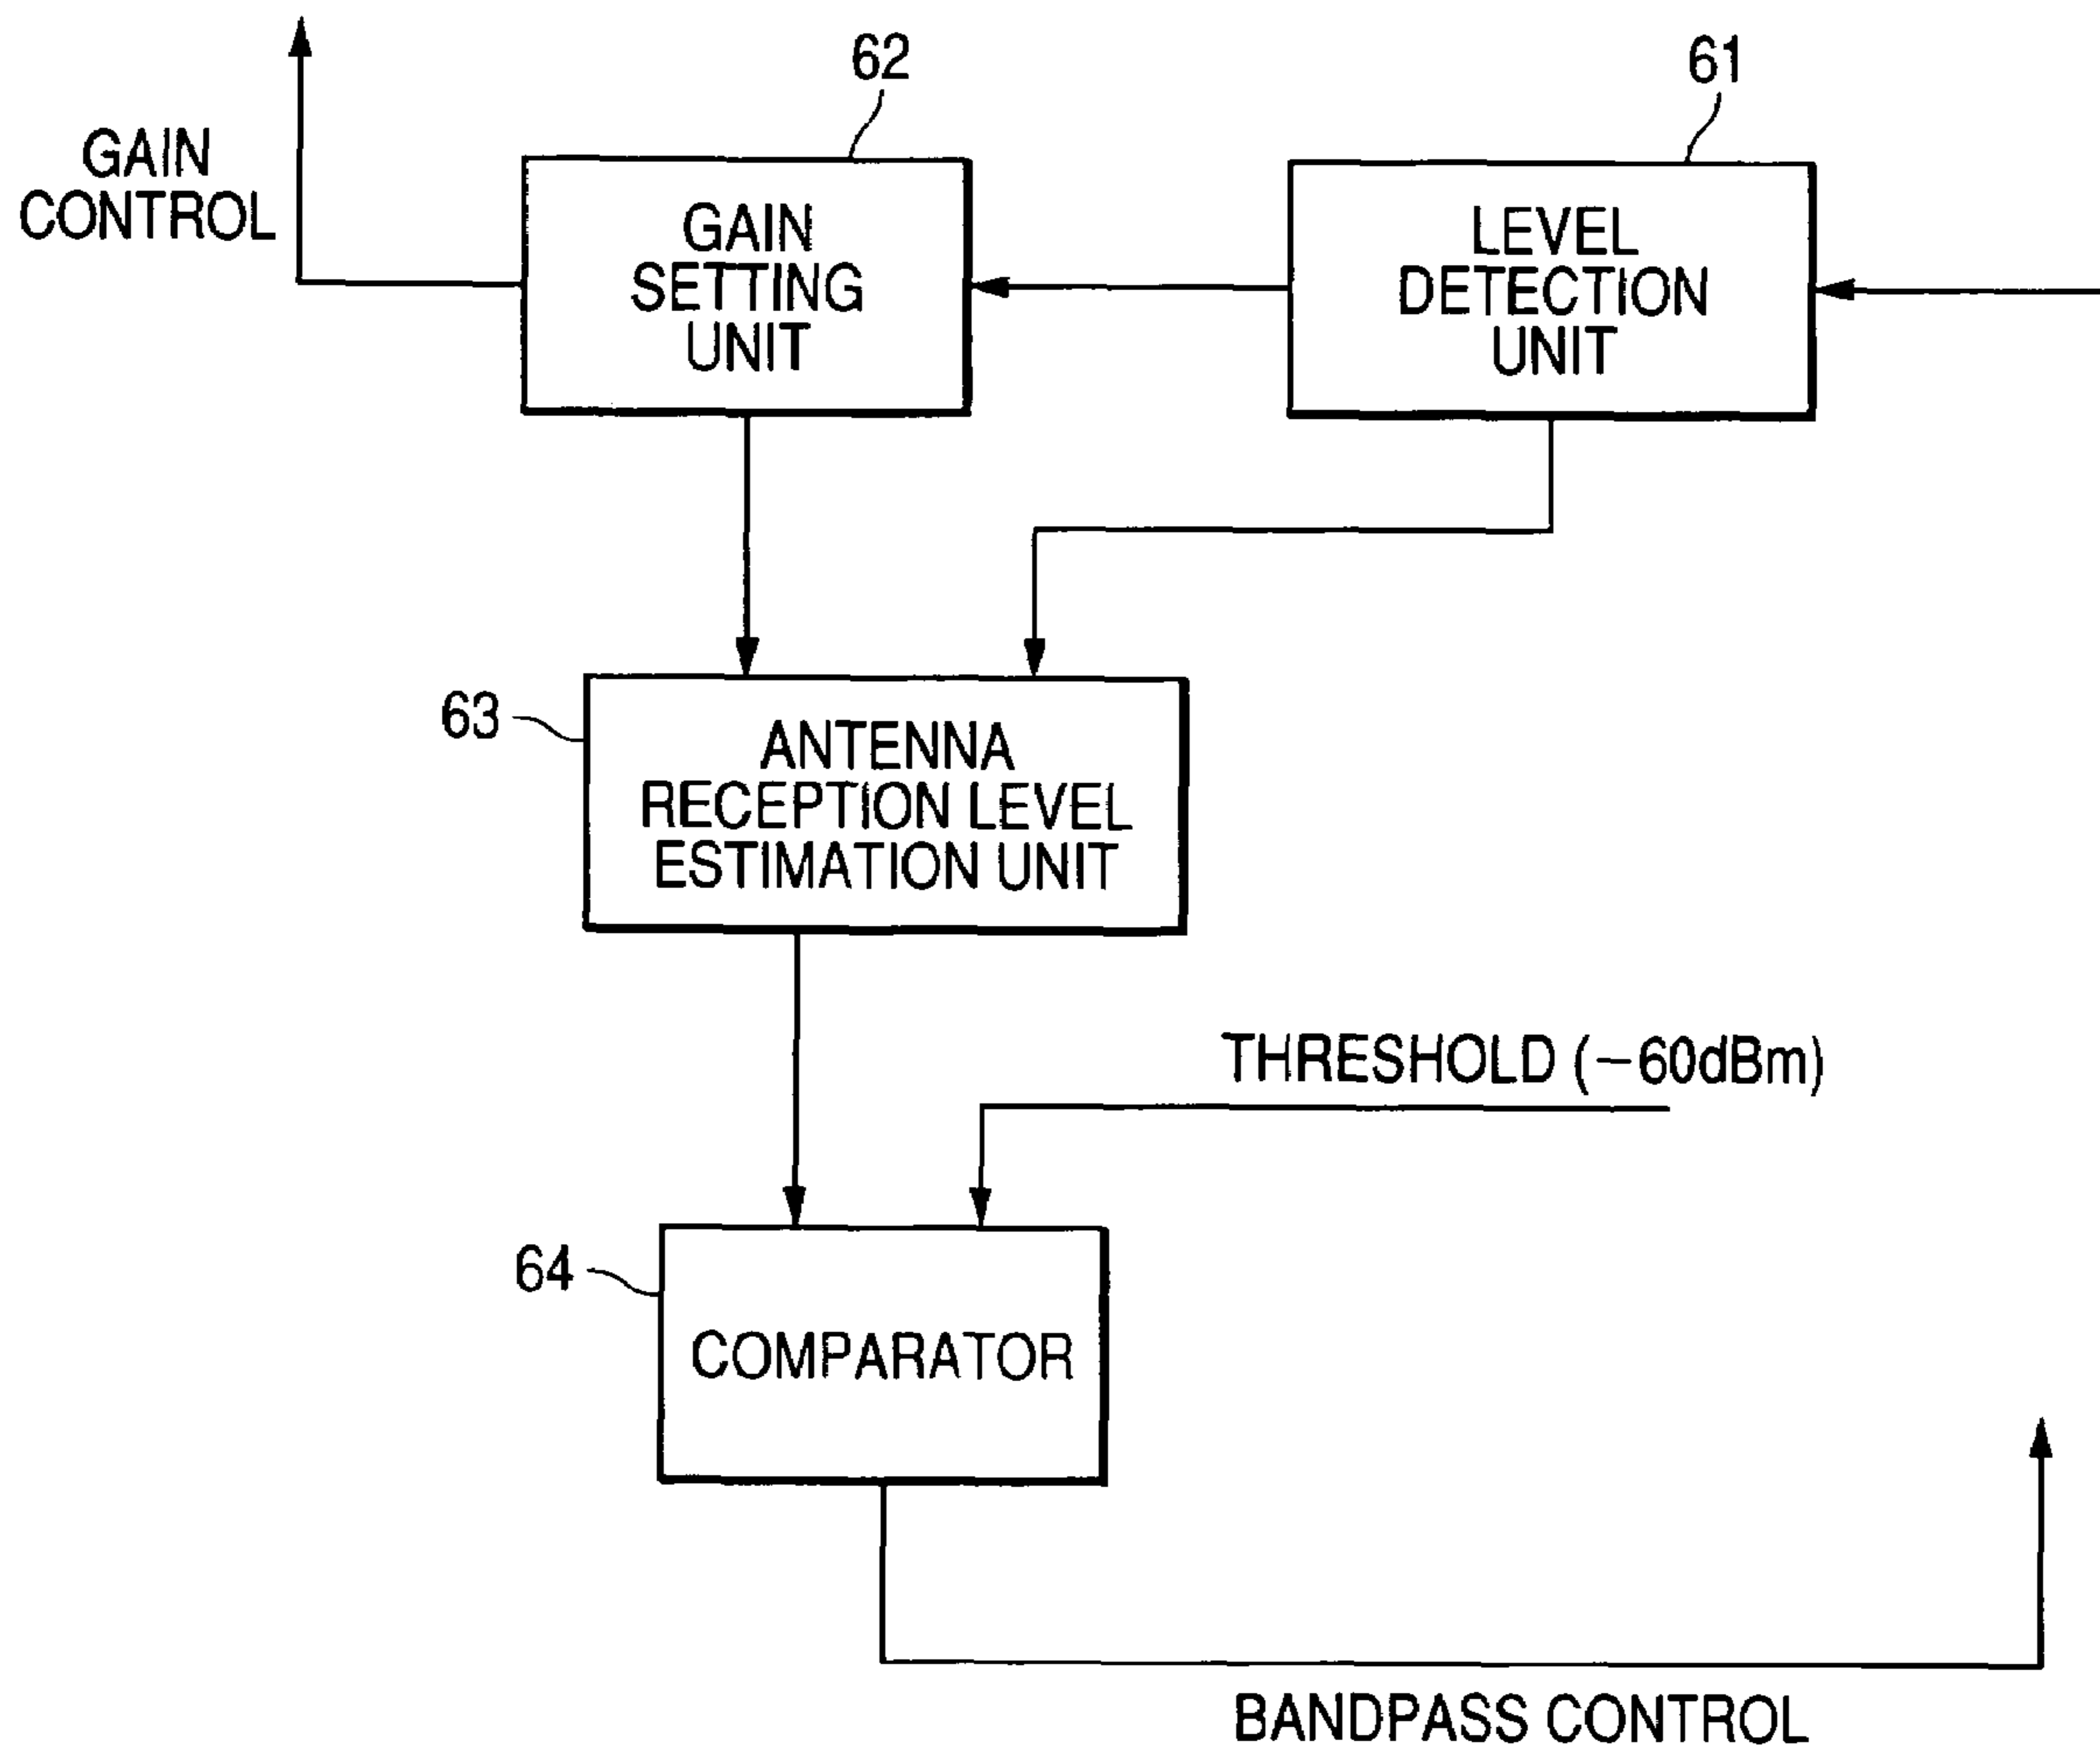 62
61
GAIN
CONTROL
GAIN
SETTING
UNIT
LEVEL
DETECTION
UNIT
63
ANTENNA
RECEPTION LEVEL
ESTIMATION UNIT
THRESHOLD (−60dBm)
64
COMPARATOR
BANDPASS CONTROL